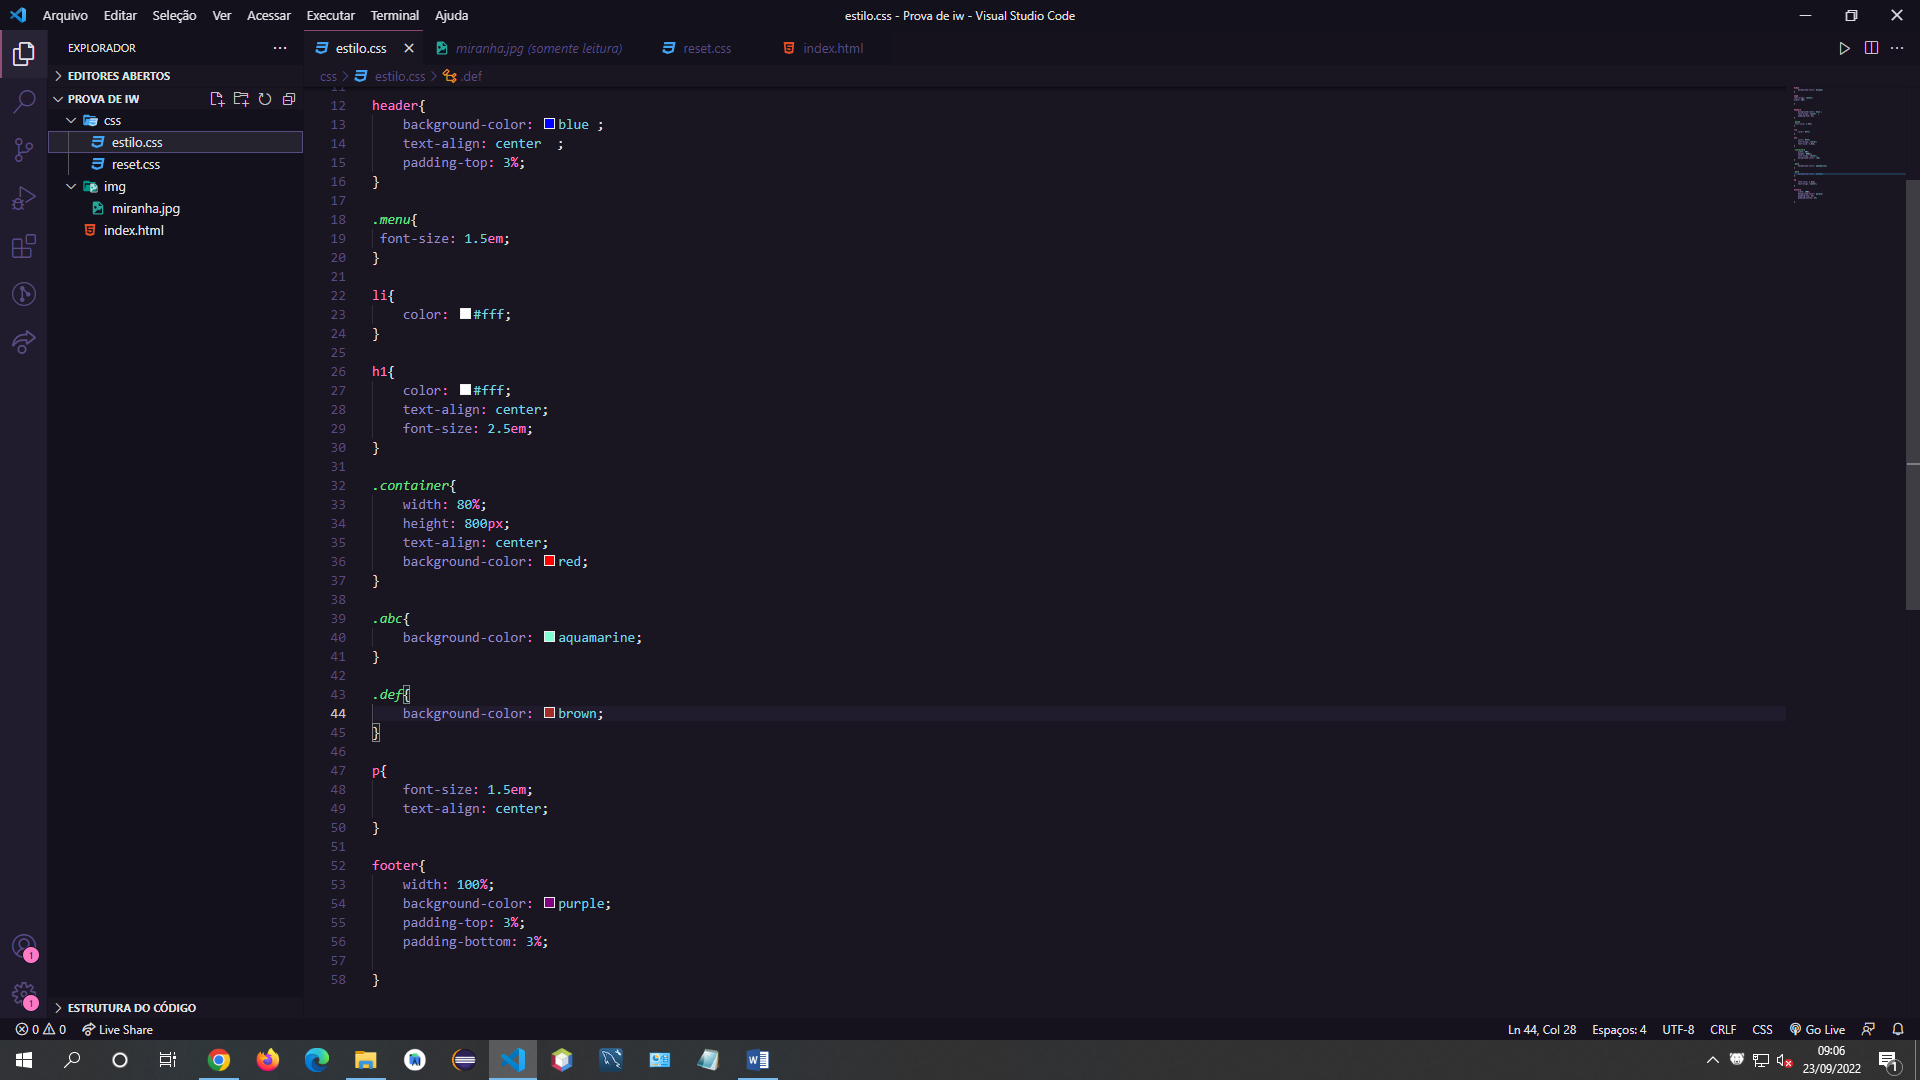 Arquivo Editar Seleção Ver Acessar Executar Terminal Ajuda
estilo.css - Prova de iw - Visual Studio Code
EXPLORADOR
EDITORES ABERTOS
PROVA DE IW
css
estilo.css
reset.css
img
miranha.jpg
index.html
ESTRUTURA DO CÓDIGO
estilo.css miranha.jpg (somente leitura) reset.css index.html
css > estilo.css > .def
11
12 header{
13 background-color: blue ;
14 text-align: center ;
15 padding-top: 3%;
16 }
17
18 .menu{
19 font-size: 1.5em;
20 }
21
22 li{
23 color: #fff;
24 }
25
26 h1{
27 color: #fff;
28 text-align: center;
29 font-size: 2.5em;
30 }
31
32 .container{
33 width: 80%;
34 height: 800px;
35 text-align: center;
36 background-color: red;
37 }
38
39 .abc{
40 background-color: aquamarine;
41 }
42
43 .def{
44 background-color: brown;
45 }
46
47 p{
48 font-size: 1.5em;
49 text-align: center;
50 }
51
52 footer{
53 width: 100%;
54 background-color: purple;
55 padding-top: 3%;
56 padding-bottom: 3%;
57
58 }
1
1
0 0 Live Share
Ln 44, Col 28 Espaços: 4 UTF-8 CRLF CSS Go Live
09:06
23/09/2022
1